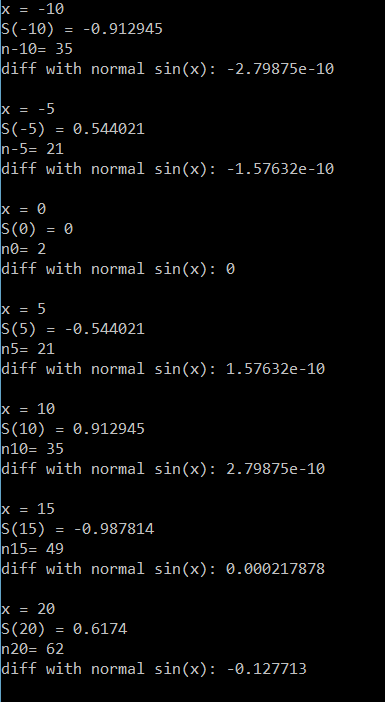 x = -10
S(-10) = -0.912945
n-10= 35
diff with normal sin(x): -2.79875e-10
x = -5
S(-5) = 0.544021
n-5= 21
diff with normal sin(x): -1.57632e-10
x = 0
S(0) = 0
n0= 2
diff with normal sin(x): 0
x = 5
S(5) = -0.544021
n5= 21
diff with normal sin(x): 1.57632e-10
x = 10
S(10) = 0.912945
n10= 35
diff with normal sin(x): 2.79875e-10
x = 15
S(15) = -0.987814
n15= 49
diff with normal sin(x): 0.000217878
x = 20
S(20) = 0.6174
n20= 62
diff with normal sin(x): -0.127713